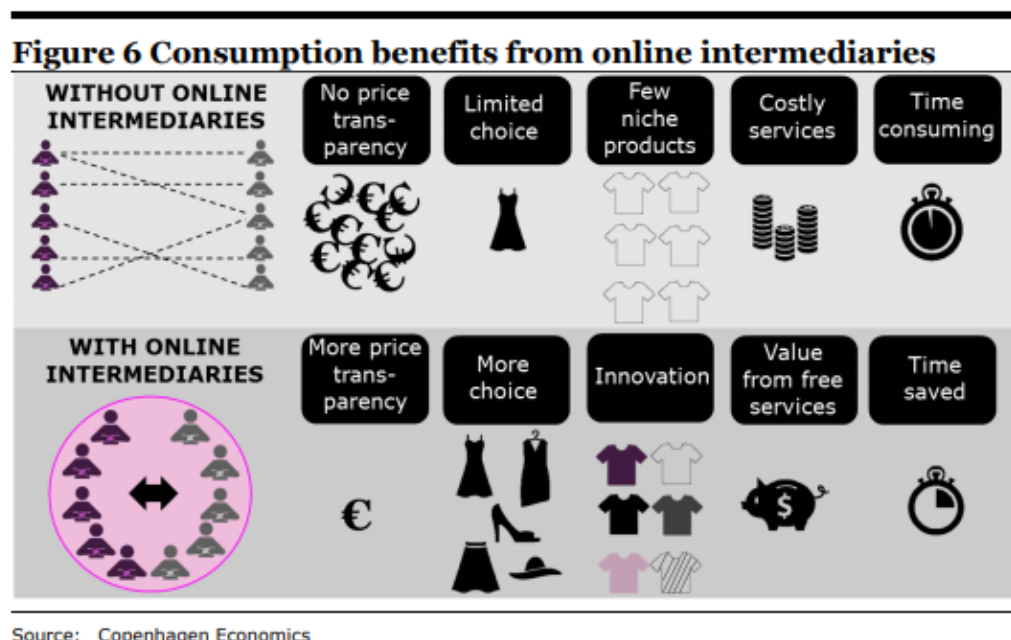 Figure 6 Consumption benefits from online intermediaries
WITHOUT ONLINE
INTERMEDIARIES
No price
trans-
parency
Limited
choice
Few
niche
products
Costly
services
Time
consuming
WITH ONLINE
INTERMEDIARIES
More price
trans-
parency
More
choice
Innovation
Value
from free
services
Time
saved
€
$
Source: Copenhagen Economics